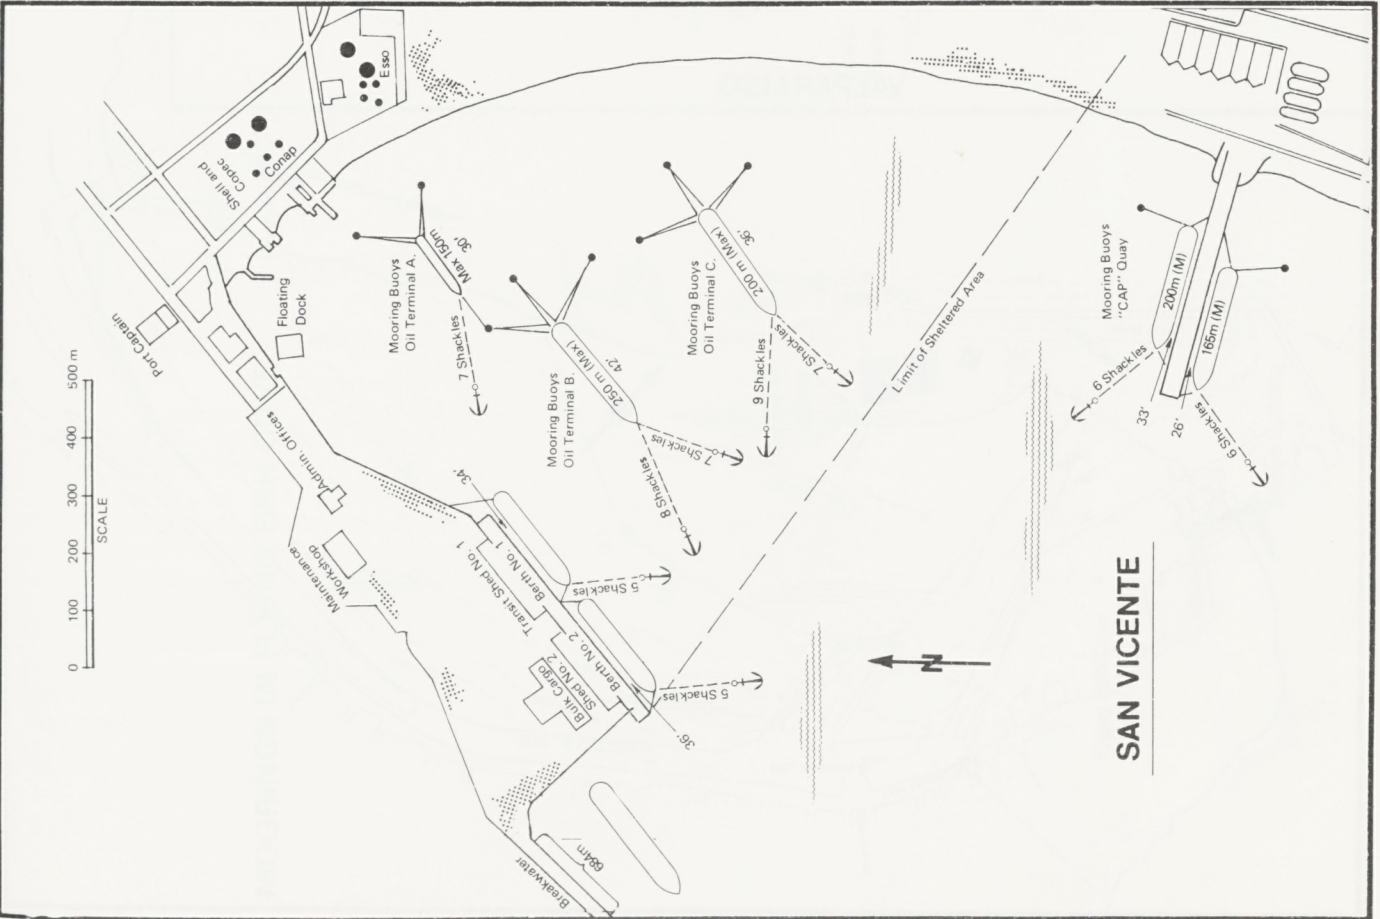 SAN VICENTE
N
SCALE
0
100
200
300
400
500 m
Port Captain
Shell and
Copec
Conap
Esso
Floating
Dock
Admin. Offices
Maintenance
Workshop
Mooring Buoys
Oil Terminal A.
Max 150m
30'
7 Shackles
Mooring Buoys
Oil Terminal B.
250 m (Max)
42'
8 Shackles
7 Shackles
Mooring Buoys
Oil Terminal C.
200 m (Max)
36'
9 Shackles
7 Shackles
Limit of Sheltered Area
Mooring Buoys
"CAP" Quay
200m (M)
165m (M)
6 Shackles
33'
26'
6 Shackles
34'
Transit Shed No. 1
Berth No. 1
5 Shackles
Bulk Cargo
Shed No. 2
Berth No. 2
5 Shackles
36'
Breakwater
684m